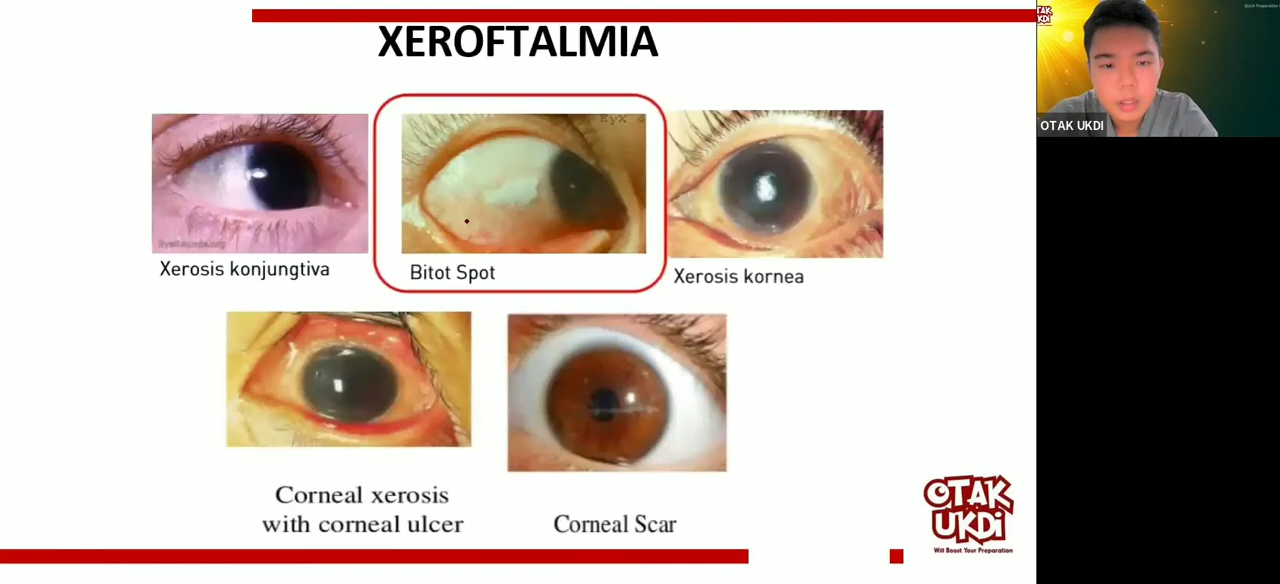 XEROFTALMIA
OTAK UKDI
EyX
Xerosis konjungtiva
Bitot Spot
Xerosis kornea
Corneal xerosis
with corneal ulcer
Corneal Scar
OTAK
UKDi
Will Boost Your Preparation